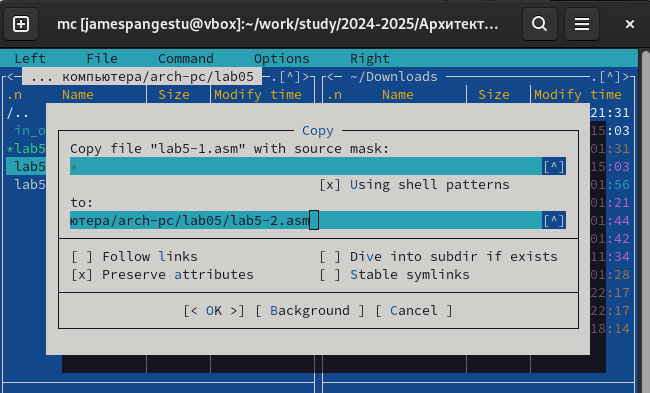 mc [jamespangestu@vbox]:~/work/study/2024-2025/Архитект...
Left File Command Options Right
<─ ... компьютера/arch-pc/lab05 ─.[^]> <─ ~/Downloads ─.[^]>
.n Name Size Modify time .n Name Size Modify time
/.. 21:31
in_o 15:03
*lab5 01:31
lab5 15:03
lab5 01:56
01:21
01:44
01:42
11:34
01:28
22:17
22:17
18:14
Copy
Copy file "lab5-1.asm" with source mask:
* [^]
[x] Using shell patterns
to:
ютера/arch-pc/lab05/lab5-2.asm [^]
[ ] Follow links [ ] Dive into subdir if exists
[x] Preserve attributes [ ] Stable symlinks
[< OK >] [ Background ] [ Cancel ]